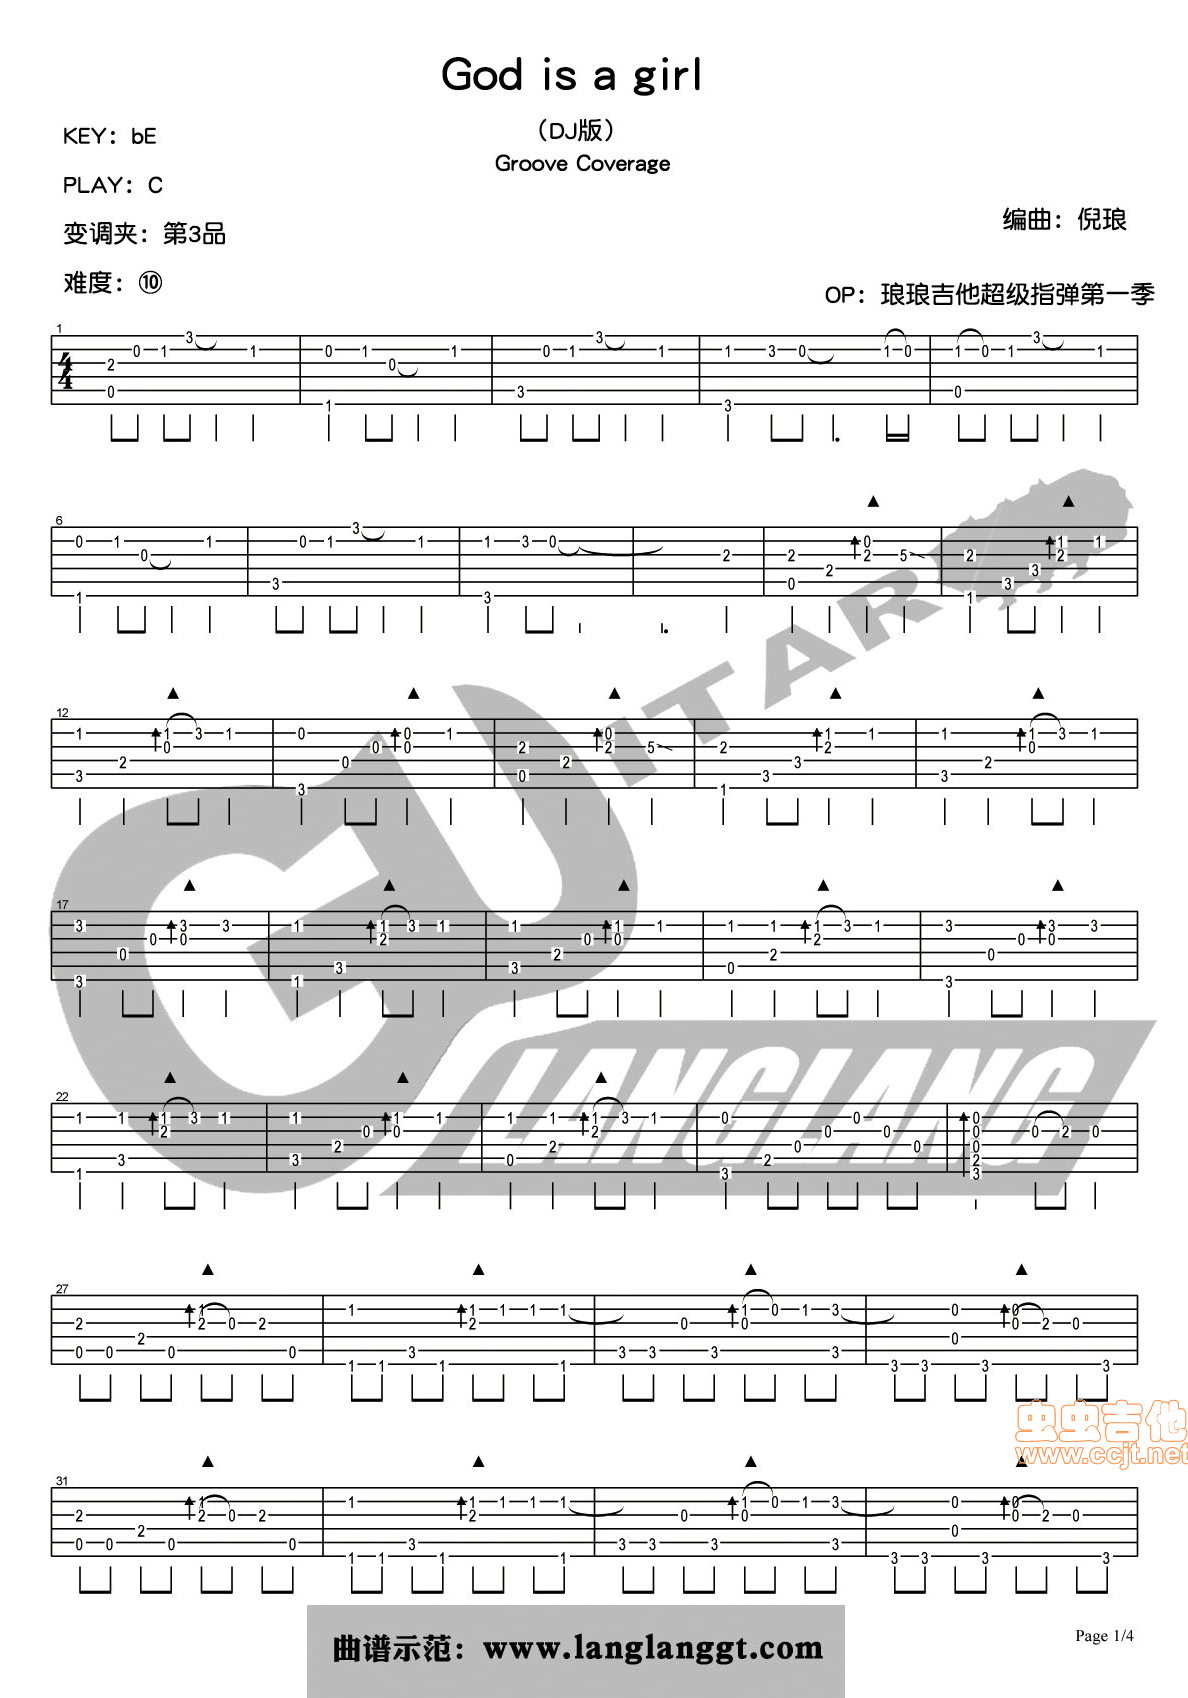 God is a girl
（DJ版）
Groove Coverage
KEY：bE
PLAY：C
变调夹：第3品
难度：⑩
编曲：倪琅
OP：琅琅吉他超级指弹第一季
1
4
4
6
12
17
22
27
31
GUITAR
LANGLANG
虫虫吉他
www.ccjt.net
曲谱示范：www.langlanggt.com
Page 1/4